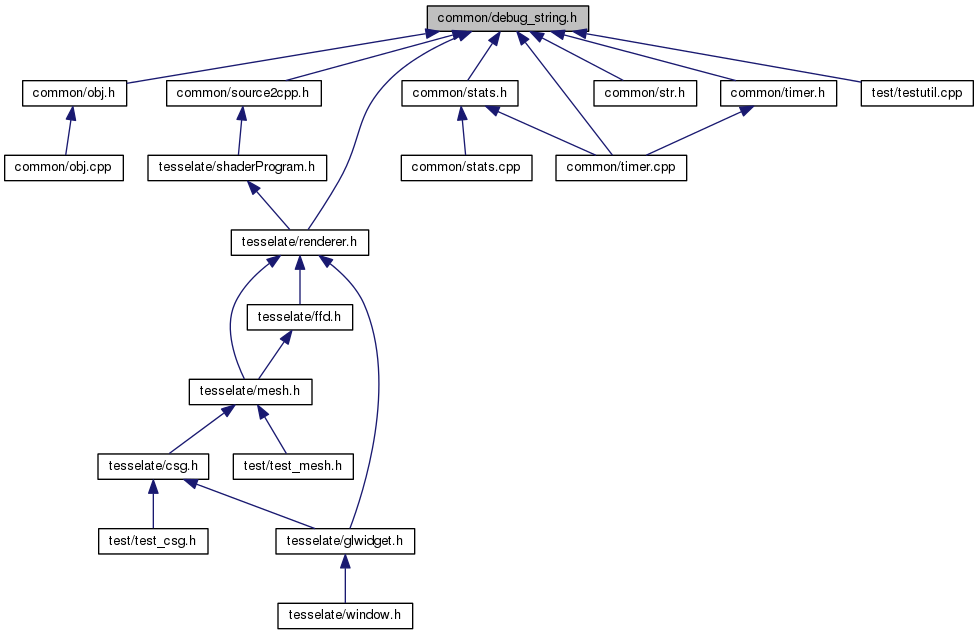 common/debug_string.h
common/obj.h
common/source2cpp.h
common/stats.h
common/str.h
common/timer.h
test/testutil.cpp
common/obj.cpp
tesselate/shaderProgram.h
common/stats.cpp
common/timer.cpp
tesselate/renderer.h
tesselate/ffd.h
tesselate/mesh.h
tesselate/csg.h
test/test_mesh.h
test/test_csg.h
tesselate/glwidget.h
tesselate/window.h